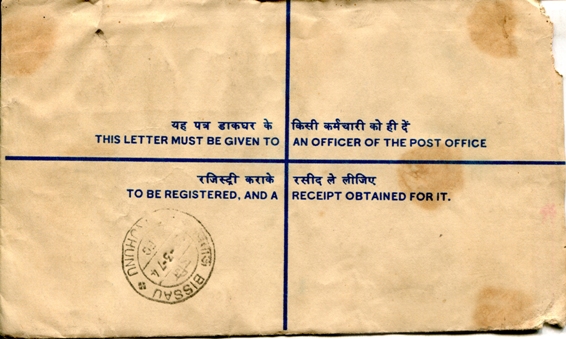 यह पत्र डाकघर के किसी कर्मचारी को ही दें
THIS LETTER MUST BE GIVEN TO AN OFFICER OF THE POST OFFICE
रजिस्ट्री कराके रसीद ले लीजिए
TO BE REGISTERED, AND A RECEIPT OBTAINED FOR IT.
BISSAU